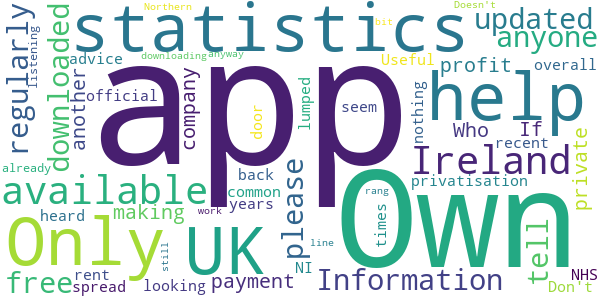 Northern
Doesn't
statistics
bit
updated
regularly
listening
downloaded
another
advice
downloading
anyway
Useful
anyone
profit
overall
official
company
app
door
lumped
seem
nothing
help
Who
If
recent
already
back
please
Ireland
privatisation
private
available
common
years
rang
Own
heard
making
work
times
tell
Only
still
UK
line
free
rent
spread
looking
payment
NI
Information
NHS
Don't